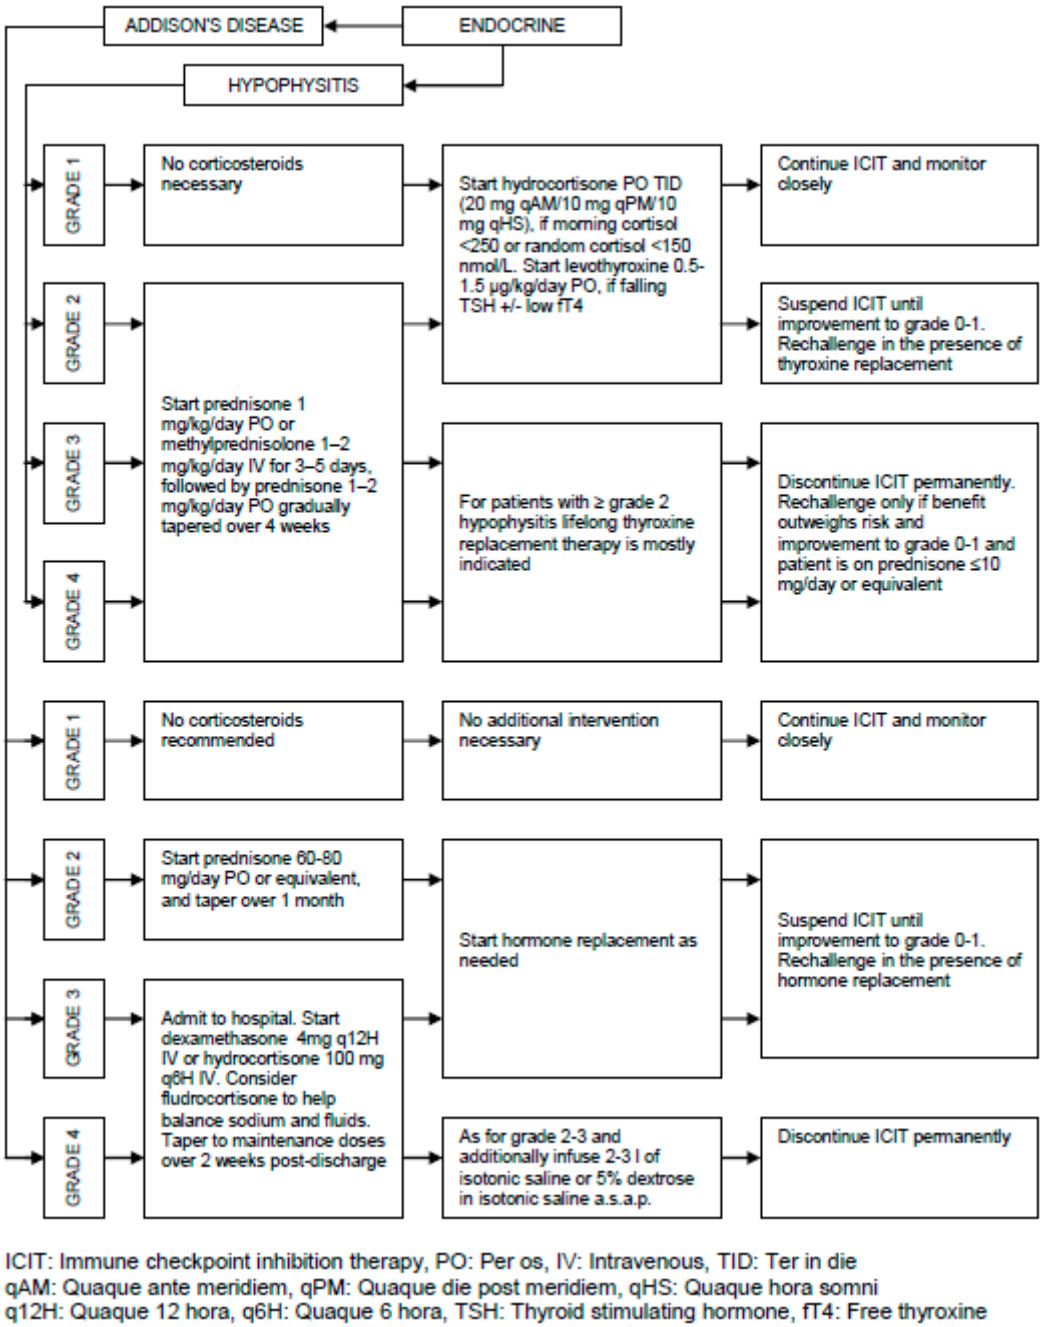 ADDISON'S DISEASE
ENDOCRINE
HYPOPHYSITIS
GRADE 1
No corticosteroids
necessary
Start hydrocortisone PO TID
(20 mg qAM/10 mg qPM/10
mg qHS), if morning cortisol
<250 or random cortisol <150
nmol/L. Start levothyroxine 0.5-
1.5 µg/kg/day PO, if falling
TSH +/- low fT4
Continue ICIT and monitor
closely
GRADE 2
Start prednisone 1
mg/kg/day PO or
methylprednisolone 1–2
mg/kg/day IV for 3–5 days,
followed by prednisone 1–2
mg/kg/day PO gradually
tapered over 4 weeks
Suspend ICIT until
improvement to grade 0-1.
Rechallenge in the presence of
thyroxine replacement
GRADE 3
For patients with ≥ grade 2
hypophysitis lifelong thyroxine
replacement therapy is mostly
indicated
Discontinue ICIT permanently.
Rechallenge only if benefit
outweighs risk and
improvement to grade 0-1 and
patient is on prednisone ≤10
mg/day or equivalent
GRADE 4
GRADE 1
No corticosteroids
recommended
No additional intervention
necessary
Continue ICIT and monitor
closely
GRADE 2
Start prednisone 60-80
mg/day PO or equivalent,
and taper over 1 month
Start hormone replacement as
needed
Suspend ICIT until
improvement to grade 0-1.
Rechallenge in the presence of
hormone replacement
GRADE 3
Admit to hospital. Start
dexamethasone 4mg q12H
IV or hydrocortisone 100 mg
q6H IV. Consider
fludrocortisone to help
balance sodium and fluids.
Taper to maintenance doses
over 2 weeks post-discharge
GRADE 4
As for grade 2-3 and
additionally infuse 2-3 l of
isotonic saline or 5% dextrose
in isotonic saline a.s.a.p.
Discontinue ICIT permanently
ICIT: Immune checkpoint inhibition therapy, PO: Per os, IV: Intravenous, TID: Ter in die
qAM: Quaque ante meridiem, qPM: Quaque die post meridiem, qHS: Quaque hora somni
q12H: Quaque 12 hora, q6H: Quaque 6 hora, TSH: Thyroid stimulating hormone, fT4: Free thyroxine